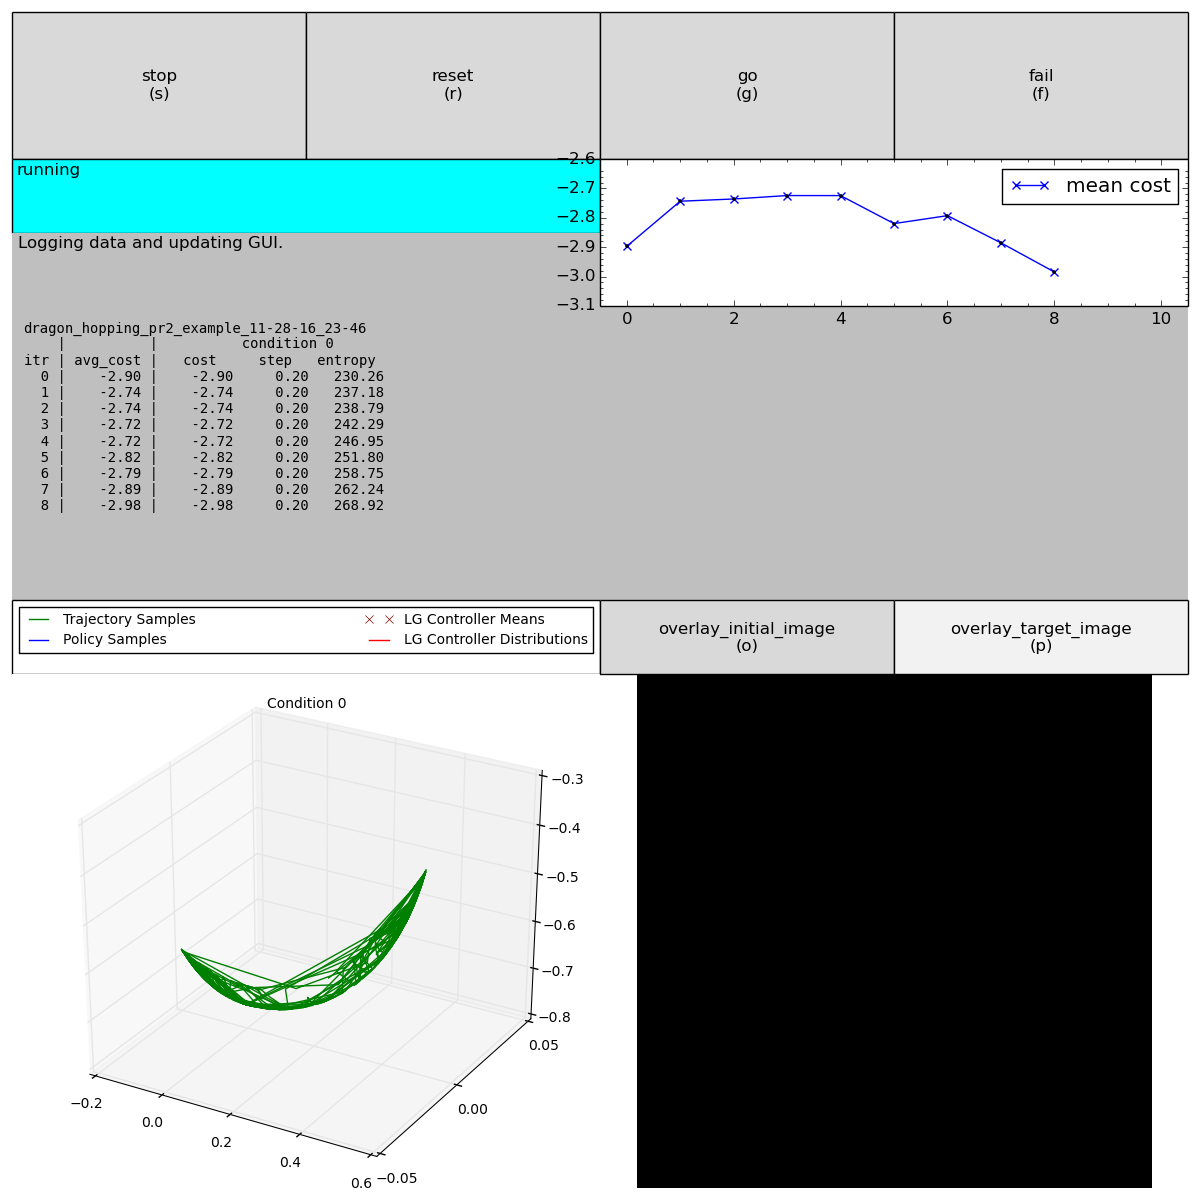 stop
(s)
reset
(r)
go
(g)
fail
(f)
running
Logging data and updating GUI.
−2.6
−2.7
−2.8
−2.9
−3.0
−3.1
mean cost
0 2 4 6 8 10
dragon_hopping_pr2_example_11-28-16_23-46
| | condition 0
itr | avg_cost | cost step entropy
0 | -2.90 | -2.90 0.20 230.26
1 | -2.74 | -2.74 0.20 237.18
2 | -2.74 | -2.74 0.20 238.79
3 | -2.72 | -2.72 0.20 242.29
4 | -2.72 | -2.72 0.20 246.95
5 | -2.82 | -2.82 0.20 251.80
6 | -2.79 | -2.79 0.20 258.75
7 | -2.89 | -2.89 0.20 262.24
8 | -2.98 | -2.98 0.20 268.92
Trajectory Samples
Policy Samples
LG Controller Means
LG Controller Distributions
overlay_initial_image
(o)
overlay_target_image
(p)
Condition 0
−0.3
−0.4
−0.5
−0.6
−0.7
−0.8
0.05
0.00
−0.05
−0.2
0.0
0.2
0.4
0.6